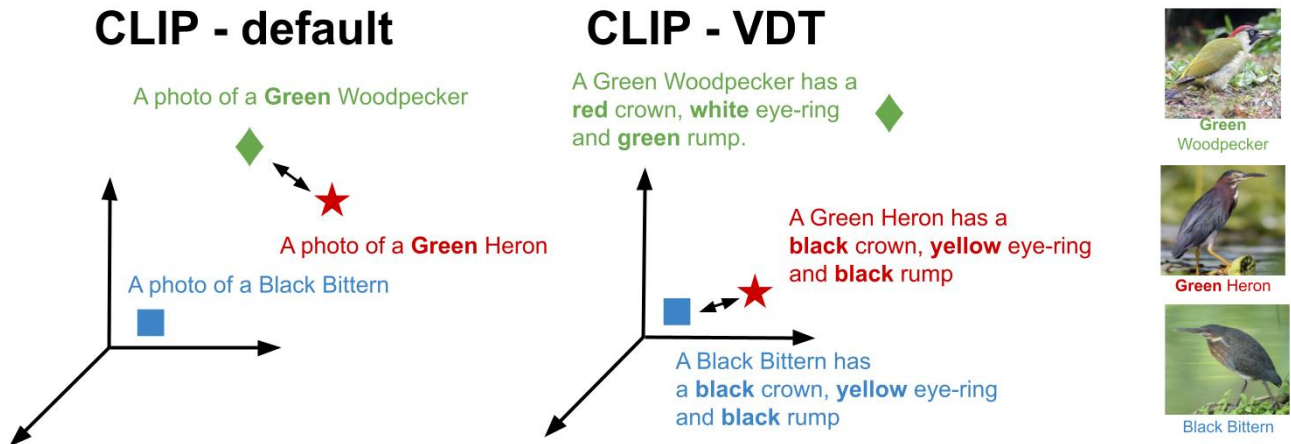 CLIP - default
A photo of a Green Woodpecker
A photo of a Green Heron
A photo of a Black Bittern
CLIP - VDT
A Green Woodpecker has a
red crown, white eye-ring
and green rump.
A Green Heron has a
black crown, yellow eye-ring
and black rump
A Black Bittern has
a black crown, yellow eye-ring
and black rump
Green
Woodpecker
Green Heron
Black Bittern